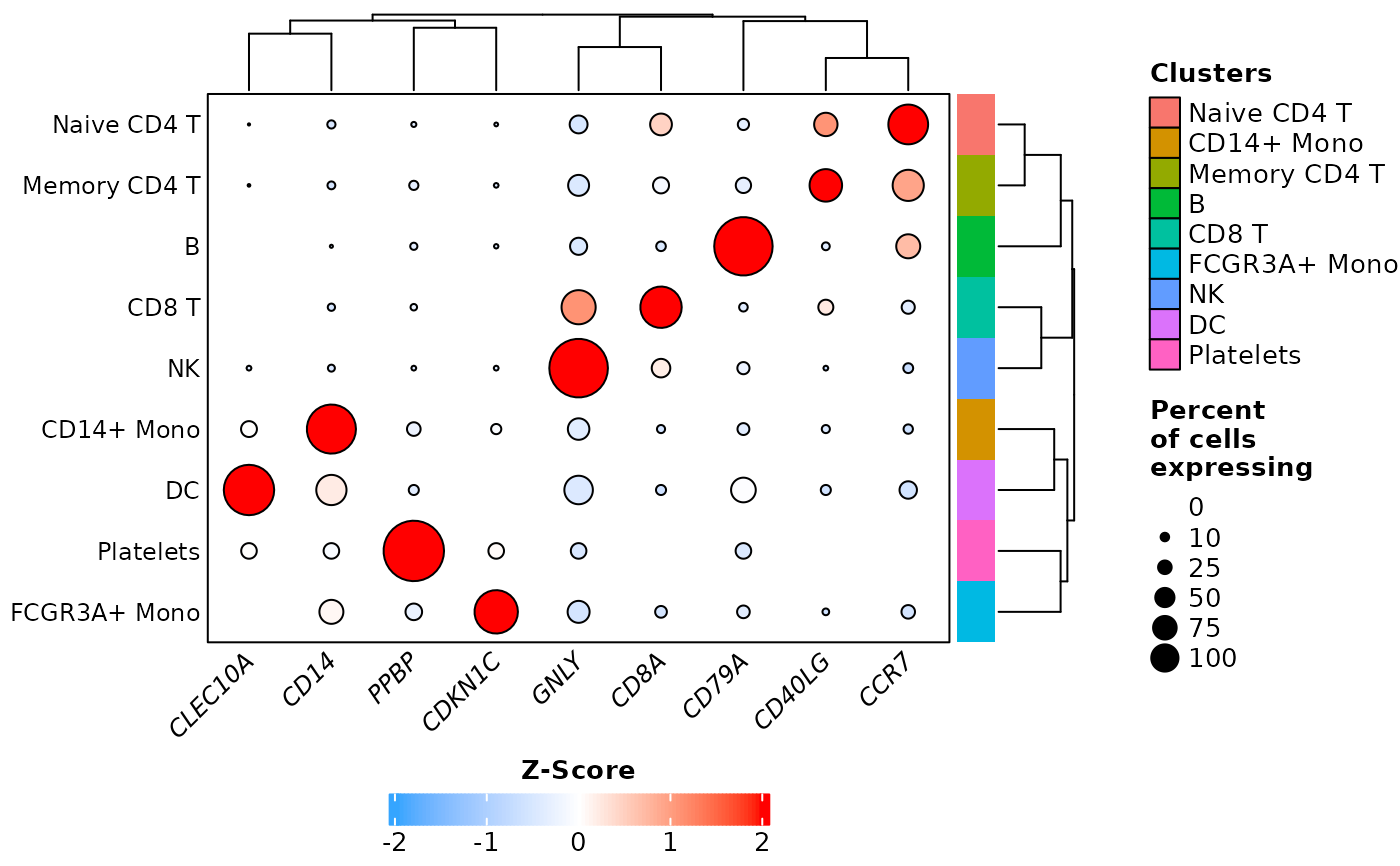 Naive CD4 T
Memory CD4 T
B
CD8 T
NK
CD14+ Mono
DC
Platelets
FCGR3A+ Mono
CLEC10A
CD14
PPBP
CDKN1C
GNLY
CD8A
CD79A
CD40LG
CCR7
Clusters
Naive CD4 T
CD14+ Mono
Memory CD4 T
B
CD8 T
FCGR3A+ Mono
NK
DC
Platelets
Percent
of cells
expressing
0
10
25
50
75
100
Z-Score
-2 -1 0 1 2